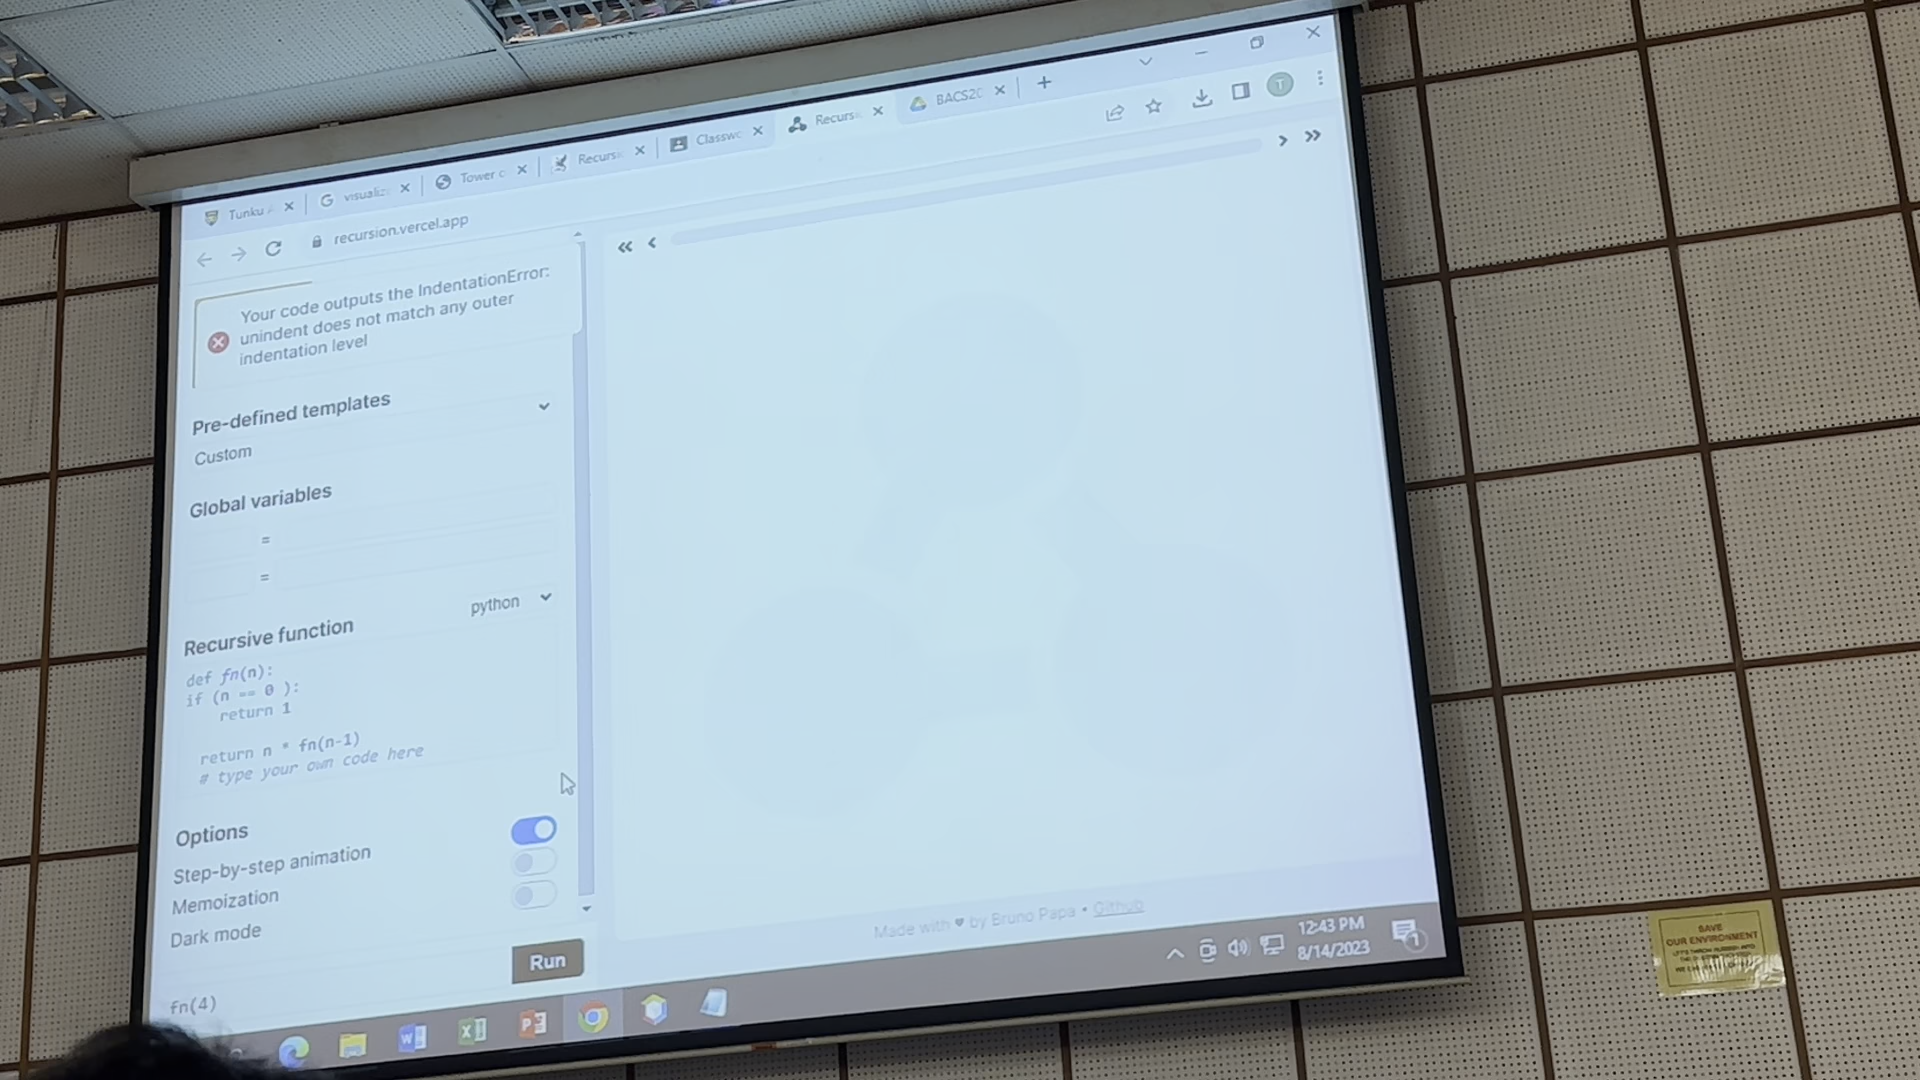 Tunku
visualiz
Tower o
Recursi
Classwo
Recursi
BACS20
T
recursion.vercel.app
Your code outputs the IndentationError:
unindent does not match any outer
indentation level
Pre-defined templates
Custom
Global variables
=
=
Recursive function
python
def fn(n):
if (n == 0 ):
return 1
return n * fn(n-1)
# type your own code here
Options
Step-by-step animation
Memoization
Dark mode
Run
fn(4)
Made with ♥ by Bruno Papa • Github
12:43 PM
8/14/2023
1
SAVE
OUR ENVIRONMENT